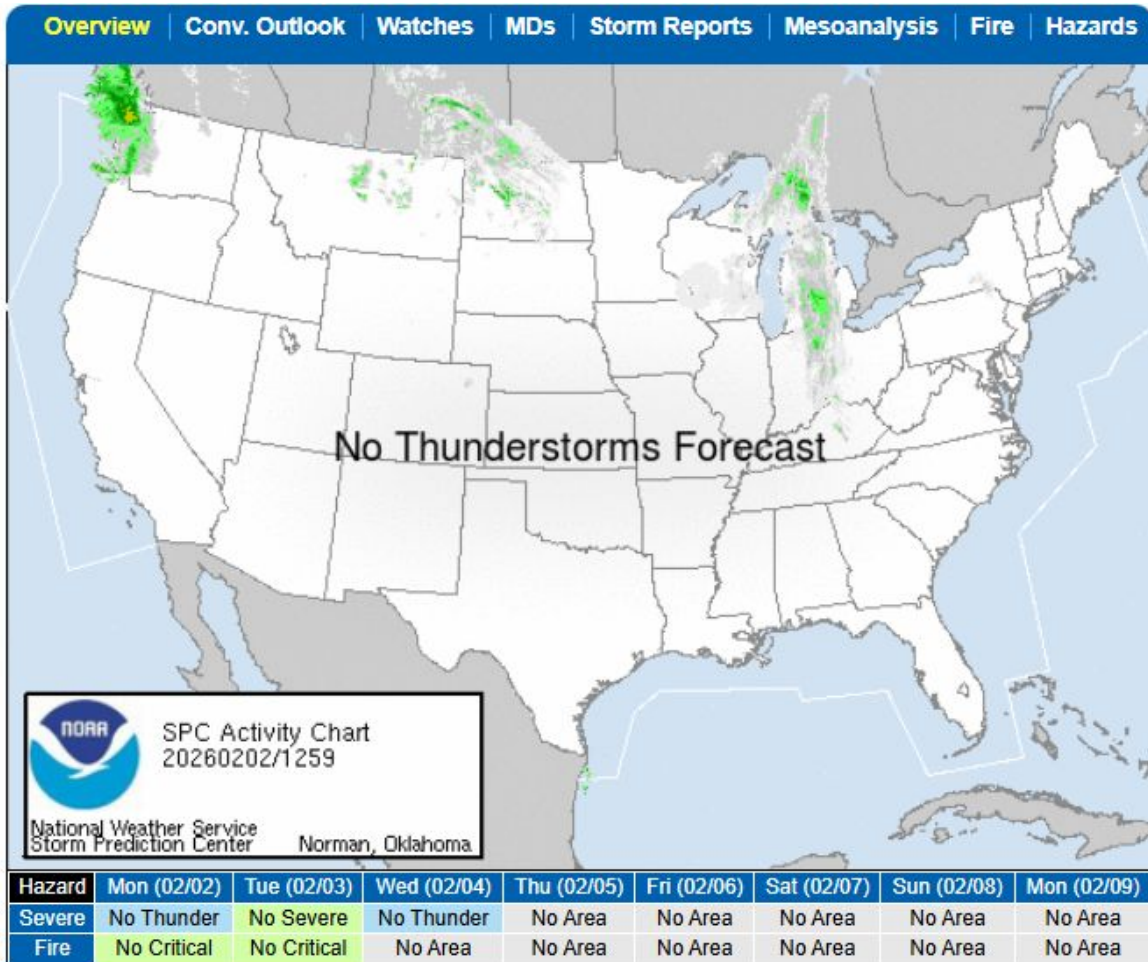 Overview Conv. Outlook Watches MDs Storm Reports Mesoanalysis Fire Hazards
No Thunderstorms Forecast
NOAA
SPC Activity Chart
20260202/1259
National Weather Service
Storm Prediction Center Norman, Oklahoma
Hazard Mon (02/02) Tue (02/03) Wed (02/04) Thu (02/05) Fri (02/06) Sat (02/07) Sun (02/08) Mon (02/09)
Severe No Thunder No Severe No Thunder No Area No Area No Area No Area No Area
Fire No Critical No Critical No Area No Area No Area No Area No Area No Area